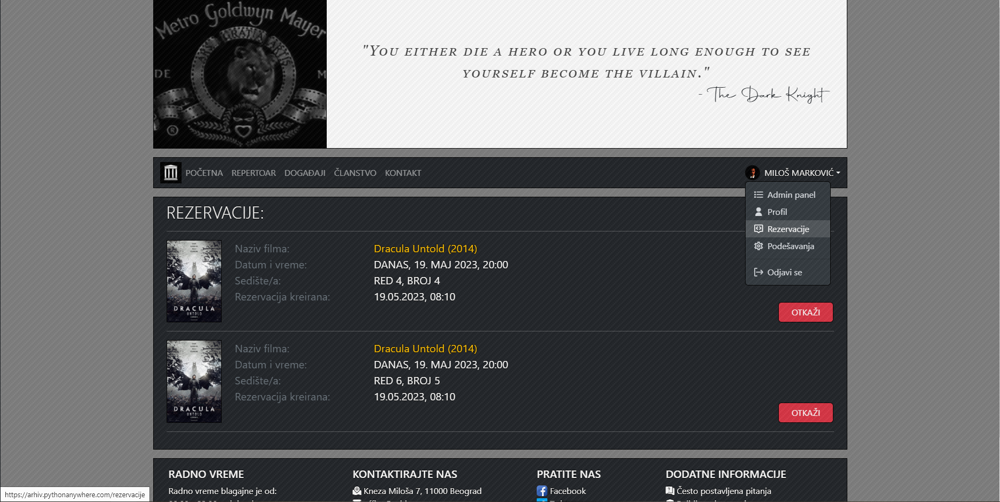 Metro Goldwyn Mayer
ARS GRATIA ARTIS
DE M
®
"You either die a hero or you live long enough to see
yourself become the villain."
- The Dark Knight
POČETNA REPERTOAR DOGAĐAJI ČLANSTVO KONTAKT MILOŠ MARKOVIĆ
Admin panel
Profil
Rezervacije
Podešavanja
Odjavi se
REZERVACIJE:
DRACULA
UNTOLD
Naziv filma: Dracula Untold (2014)
Datum i vreme: DANAS, 19. MAJ 2023, 20:00
Sedište/a: RED 4, BROJ 4
Rezervacija kreirana: 19.05.2023, 08:10
OTKAŽI
DRACULA
UNTOLD
Naziv filma: Dracula Untold (2014)
Datum i vreme: DANAS, 19. MAJ 2023, 20:00
Sedište/a: RED 6, BROJ 5
Rezervacija kreirana: 19.05.2023, 08:10
OTKAŽI
RADNO VREME
Radno vreme blagajne je od:
KONTAKTIRAJTE NAS
Kneza Miloša 7, 11000 Beograd
PRATITE NAS
Facebook
DODATNE INFORMACIJE
Često postavljena pitanja
https://arhiv.pythonanywhere.com/rezervacije